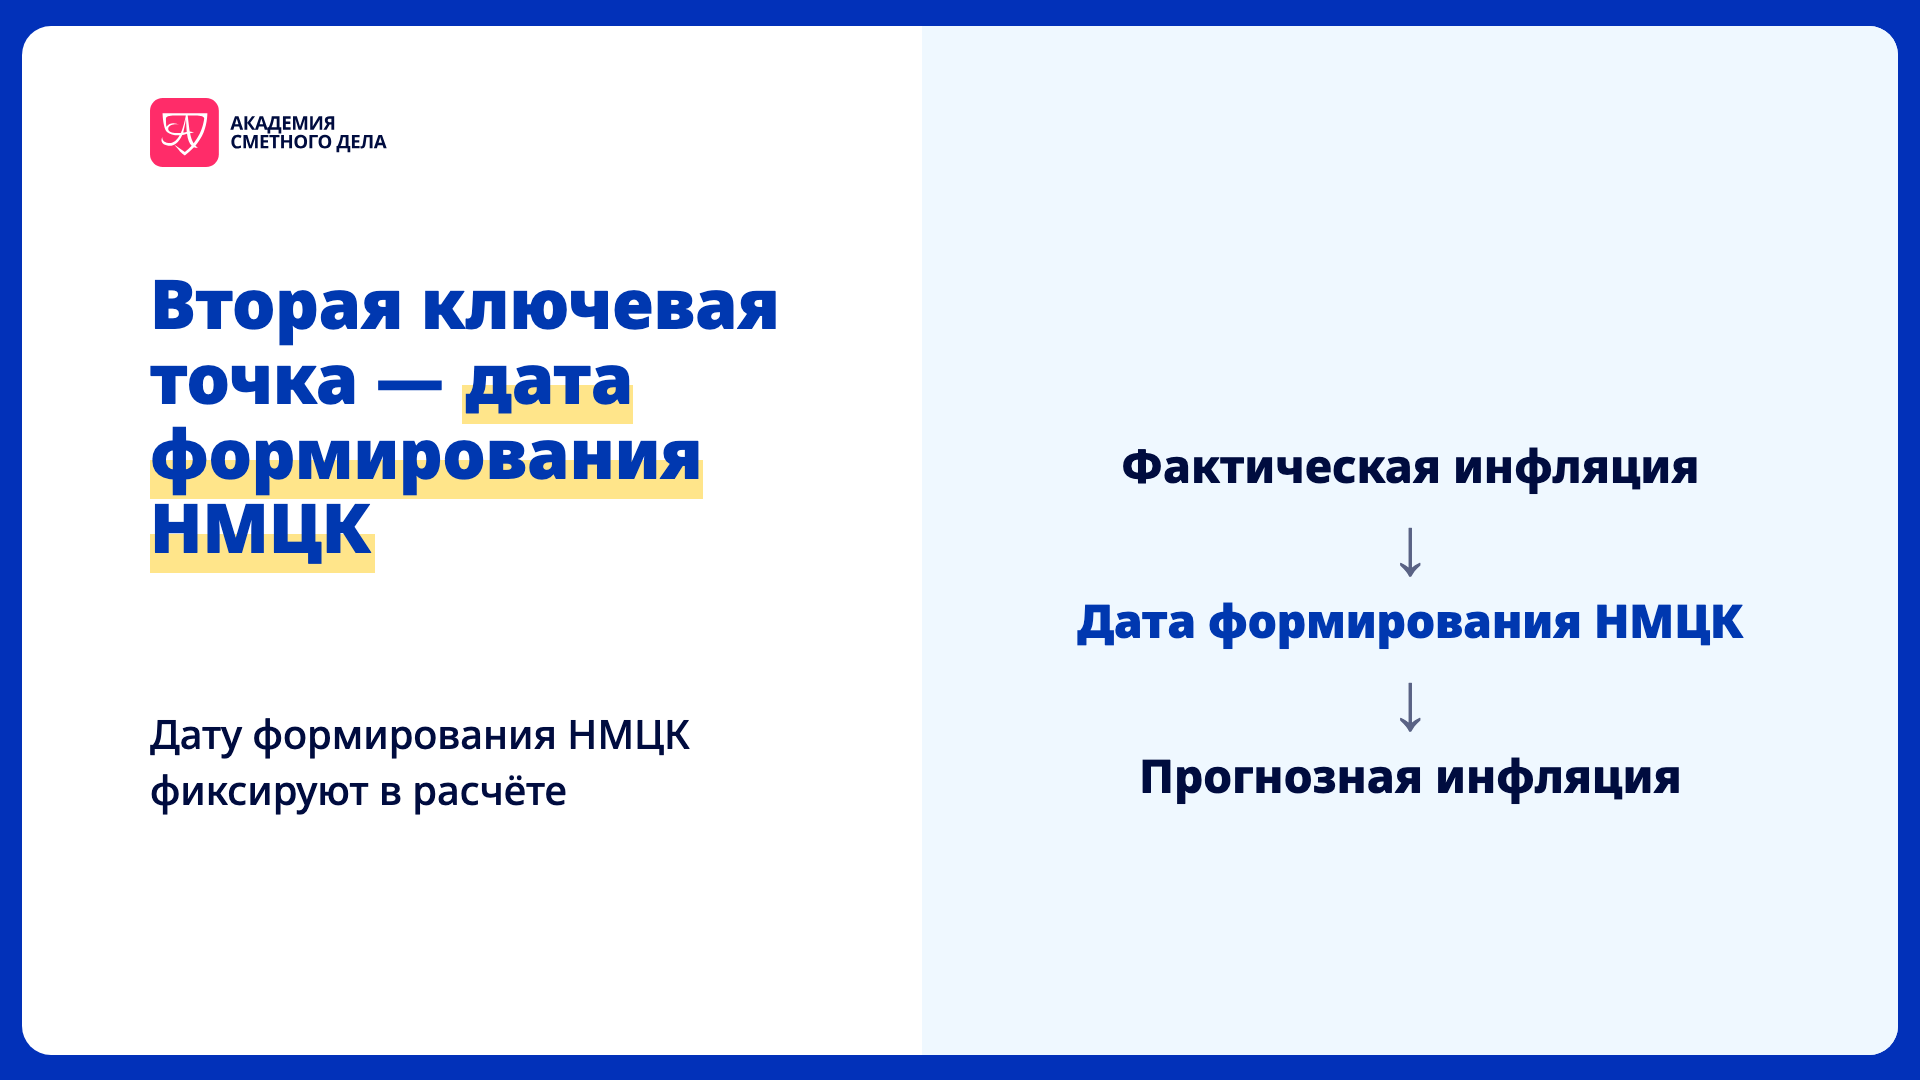 АКАДЕМИЯ
СМЕТНОГО ДЕЛА
Вторая ключевая
точка — дата
формирования
НМЦК
Дату формирования НМЦК
фиксируют в расчёте
Фактическая инфляция
↓
Дата формирования НМЦК
↓
Прогнозная инфляция